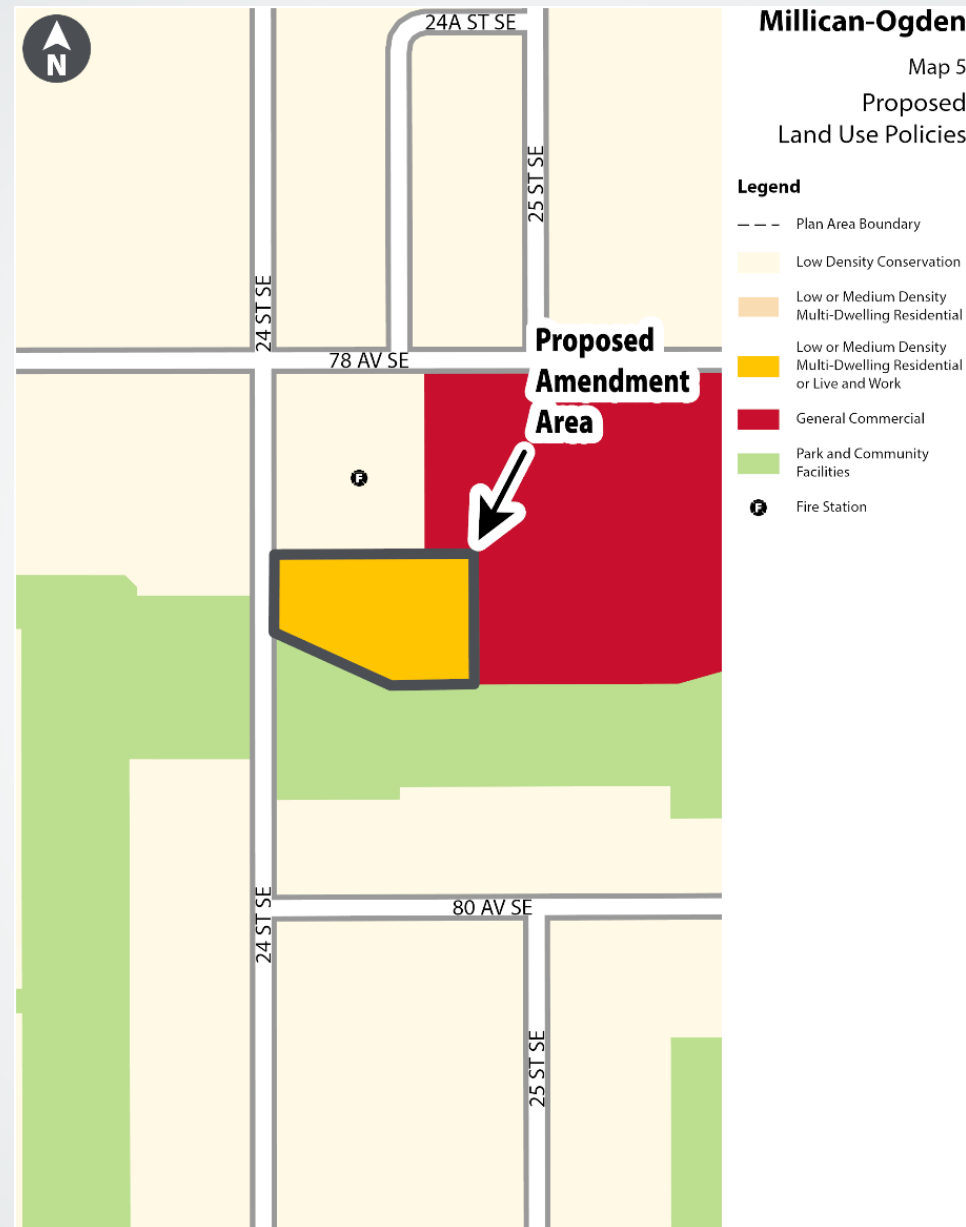 Millican-Ogden
Map 5
Proposed
Land Use Policies
Legend
Plan Area Boundary
Low Density Conservation
Low or Medium Density
Multi-Dwelling Residential
Low or Medium Density
Multi-Dwelling Residential
or Live and Work
General Commercial
Park and Community
Facilities
F
Fire Station
N
24A ST SE
25 ST SE
24 ST SE
78 AV SE
Proposed
Amendment
Area
F
24 ST SE
80 AV SE
25 ST SE